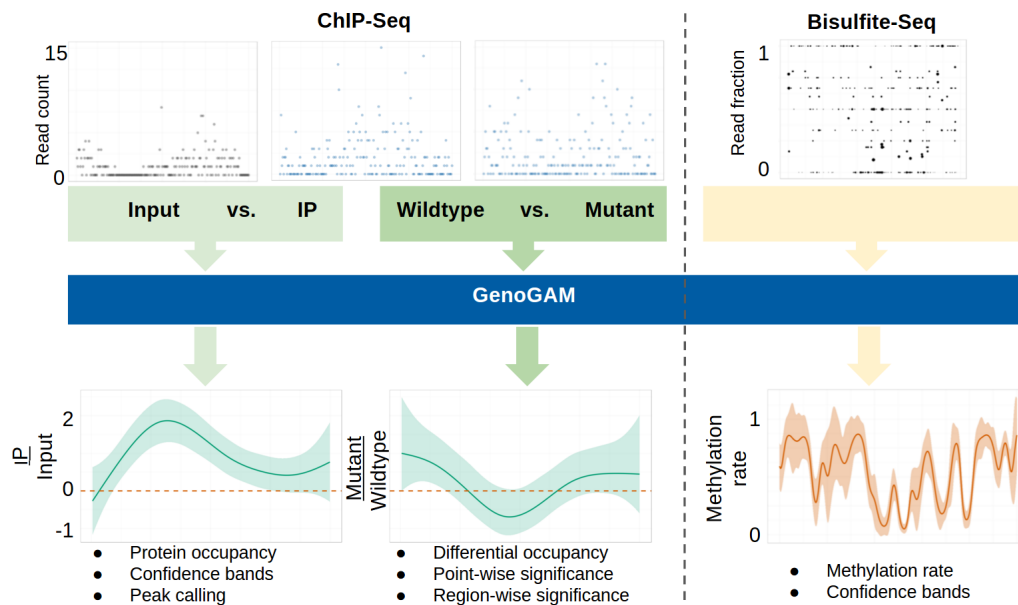 ChIP-Seq
Bisulfite-Seq
15
Read count
0
1
Read fraction
0
Input vs. IP
Wildtype vs. Mutant
GenoGAM
2
IP
Input
0
-1
Mutant
Wildtype
1
Methylation
rate
0
● Protein occupancy
● Confidence bands
● Peak calling
● Differential occupancy
● Point-wise significance
● Region-wise significance
● Methylation rate
● Confidence bands